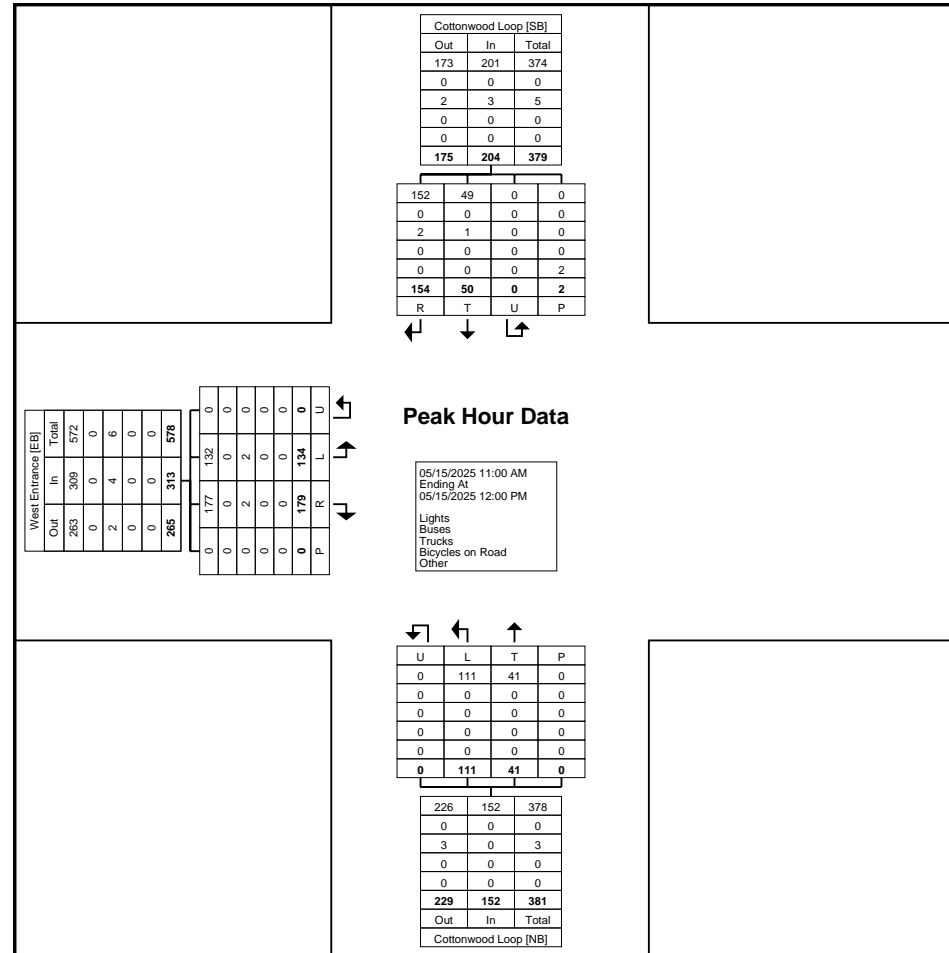 Cottonwood Loop [SB]
Out In Total
173 201 374
0 0 0
2 3 5
0 0 0
0 0 0
175 204 379
152 49 0 0
0 0 0 0
2 1 0 0
0 0 0 0
0 0 0 2
154 50 0 2
R T U P
West Entrance [EB]
Out In Total
263 309 572
0 0 0
2 4 6
0 0 0
0 0 0
265 313 578
0 177 132 0
0 0 0 0
0 2 2 0
0 0 0 0
0 0 0 0
0 179 134 0
P R L U
Peak Hour Data
05/15/2025 11:00 AM
Ending At
05/15/2025 12:00 PM
Lights
Buses
Trucks
Bicycles on Road
Other
U L T P
0 111 41 0
0 0 0 0
0 0 0 0
0 0 0 0
0 0 0 0
0 111 41 0
226 152 378
0 0 0
3 0 3
0 0 0
0 0 0
229 152 381
Out In Total
Cottonwood Loop [NB]